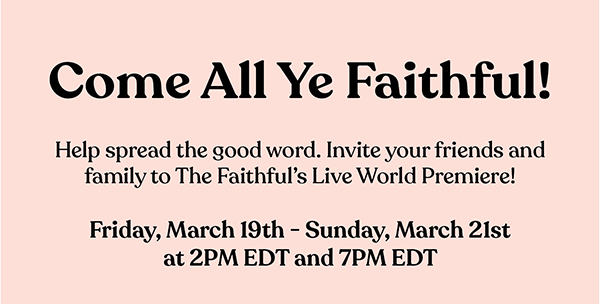 Come All Ye Faithful!
Help spread the good word. Invite your friends and
family to The Faithful's Live World Premiere!
Friday, March 19th - Sunday, March 21st
at 2PM EDT and 7PM EDT